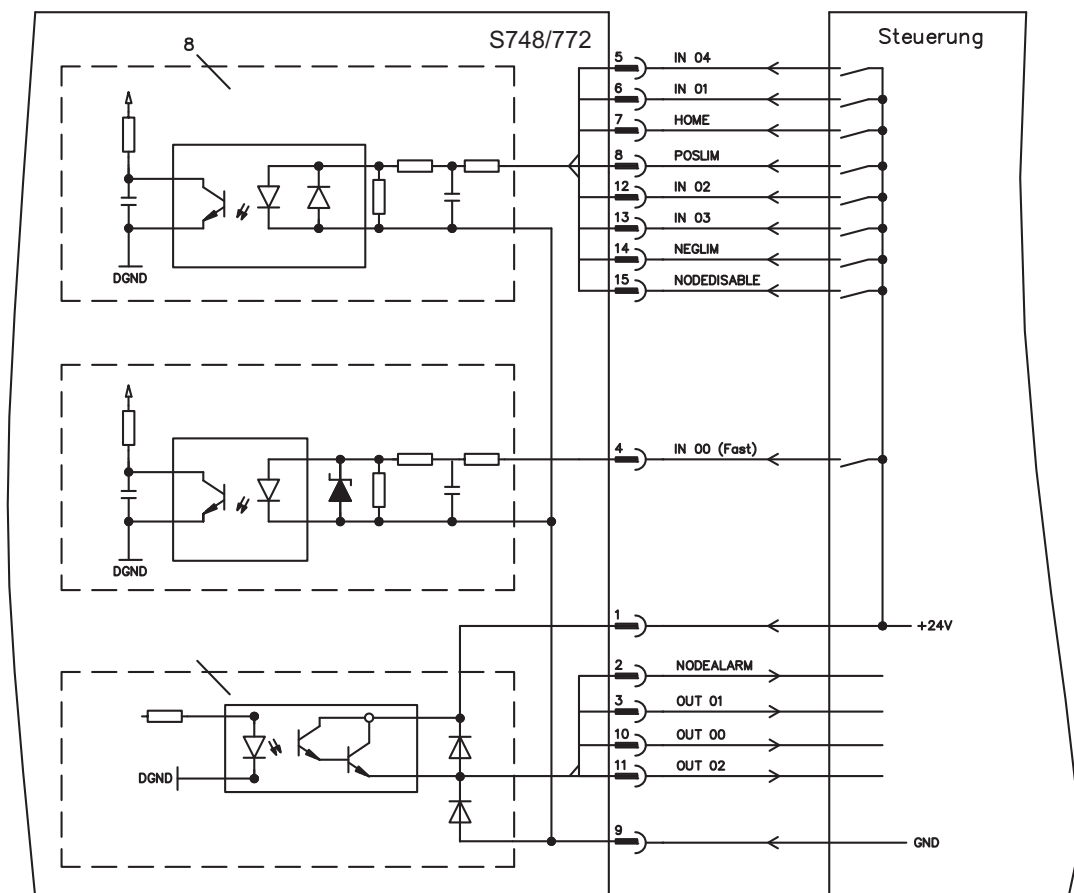 S748/772
Steuerung
8
DGND
5 IN 04
6 IN 01
7 HOME
8 POSLIM
12 IN 02
13 IN 03
14 NEGLIM
15 NODEDISABLE
DGND
4 IN 00 (Fast)
1 +24V
DGND
2 NODEALARM
3 OUT 01
10 OUT 00
11 OUT 02
9 GND